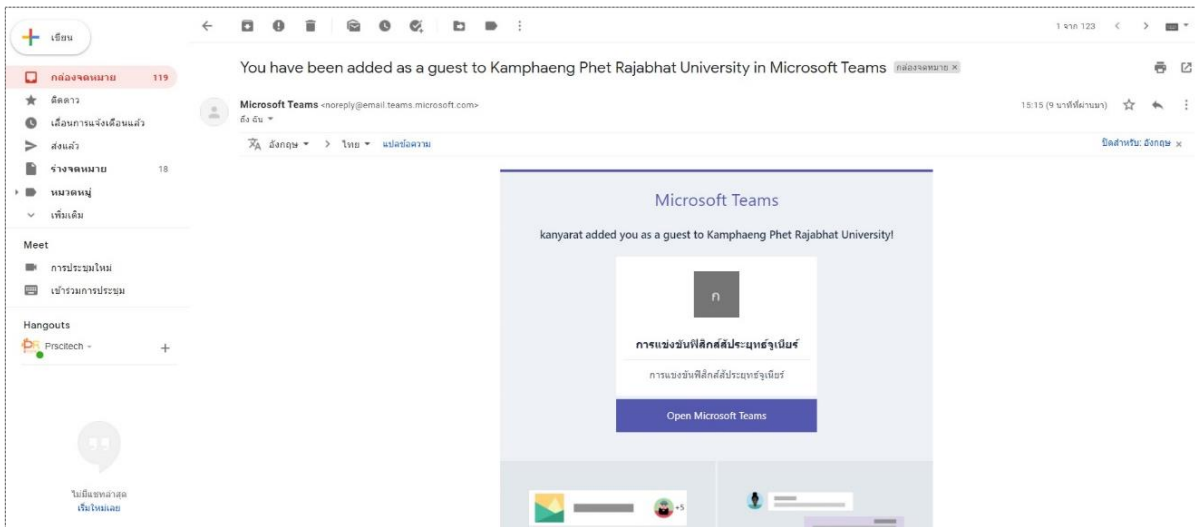 เขียน
กล่องจดหมาย 119
ติดดาว
เลื่อนการแจ้งเตือนแล้ว
ส่งแล้ว
ร่างจดหมาย 18
หมวดหมู่
เพิ่มเติม
Meet
การประชุมใหม่
เข้าร่วมการประชุม
Hangouts
Prscitech
ไม่มีแชทล่าสุด
เริ่มใหม่เลย
1 จาก 123
You have been added as a guest to Kamphaeng Phet Rajabhat University in Microsoft Teams กล่องจดหมาย ×
Microsoft Teams <noreply@email.teams.microsoft.com> 15:15 (9 นาทีที่ผ่านมา)
ถึง ฉัน
อังกฤษ > ไทย แปลข้อความ ปิดสำหรับ: อังกฤษ ×
Microsoft Teams
kanyarat added you as a guest to Kamphaeng Phet Rajabhat University!
ก
การแข่งขันฟิสิกส์สัประยุทธ์จูเนียร์
การแข่งขันฟิสิกส์สัประยุทธ์จูเนียร์
Open Microsoft Teams
+5